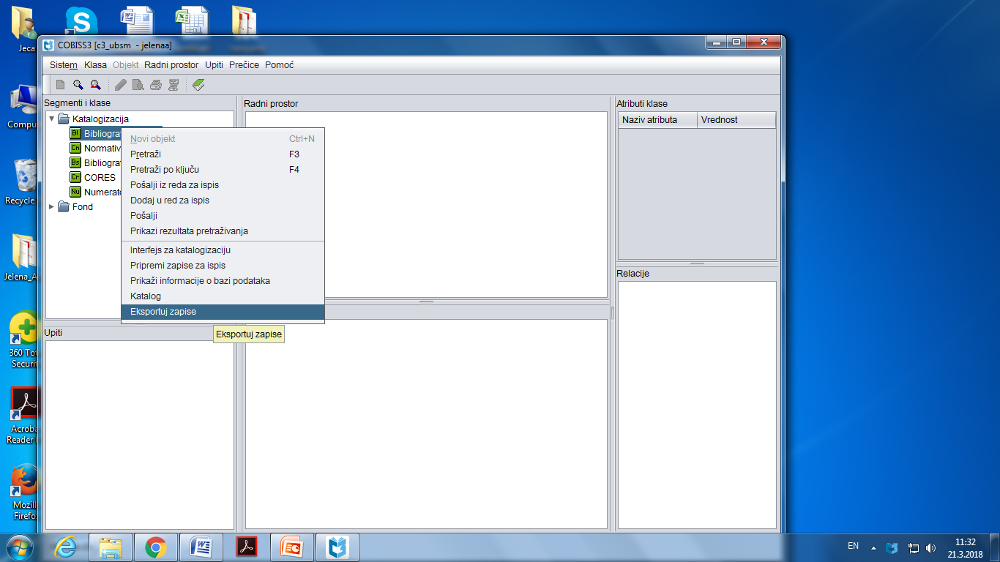 Jeca
Compu
Recycle
Jelena_A
360 Tot
Securit
Acroba
Reader
Mozill
Firefo
COBISS3 [c3_ubsm - jelenaa]
Sistem Klasa Objekt Radni prostor Upiti Prečice Pomoć
Segmenti i klase
Katalogizacija
Bl Bibliograf
Cn Normativ
Bs Bibliograf
Cr CORES
Nu Numerato
Fond
Novi objekt Ctrl+N
Pretraži F3
Pretraži po ključu F4
Pošalji iz reda za ispis
Dodaj u red za ispis
Pošalji
Prikazi rezultata pretraživanja
Interfejs za katalogizaciju
Pripremi zapise za ispis
Prikaži informacije o bazi podataka
Katalog
Eksportuj zapise
Eksportuj zapise
Upiti
Radni prostor
Atributi klase
Naziv atributa Vrednost
Relacije
EN
11:32
21.3.2018